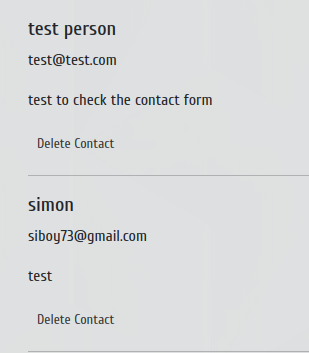 test person
test@test.com
test to check the contact form
Delete Contact
simon
siboy73@gmail.com
test
Delete Contact